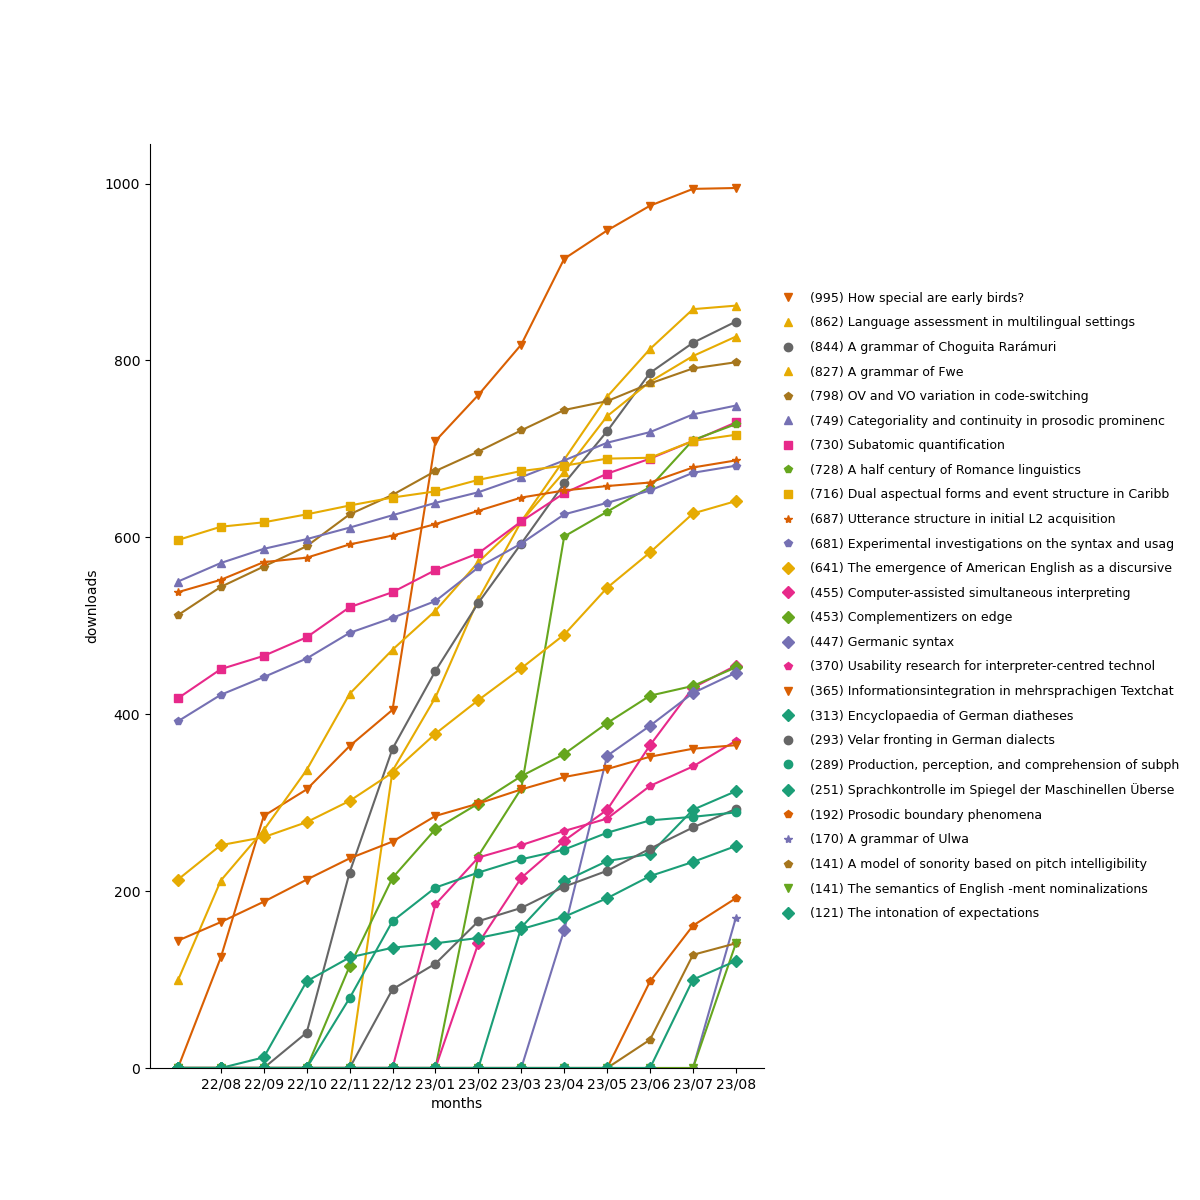 1000
800
600
400
200
0
downloads
22/08 22/09 22/10 22/11 22/12 23/01 23/02 23/03 23/04 23/05 23/06 23/07 23/08
months
(995) How special are early birds?
(862) Language assessment in multilingual settings
(844) A grammar of Choguita Rarámuri
(827) A grammar of Fwe
(798) OV and VO variation in code-switching
(749) Categoriality and continuity in prosodic prominenc
(730) Subatomic quantification
(728) A half century of Romance linguistics
(716) Dual aspectual forms and event structure in Caribb
(687) Utterance structure in initial L2 acquisition
(681) Experimental investigations on the syntax and usag
(641) The emergence of American English as a discursive
(455) Computer-assisted simultaneous interpreting
(453) Complementizers on edge
(447) Germanic syntax
(370) Usability research for interpreter-centred technol
(365) Informationsintegration in mehrsprachigen Textchat
(313) Encyclopaedia of German diatheses
(293) Velar fronting in German dialects
(289) Production, perception, and comprehension of subph
(251) Sprachkontrolle im Spiegel der Maschinellen Überse
(192) Prosodic boundary phenomena
(170) A grammar of Ulwa
(141) A model of sonority based on pitch intelligibility
(141) The semantics of English -ment nominalizations
(121) The intonation of expectations